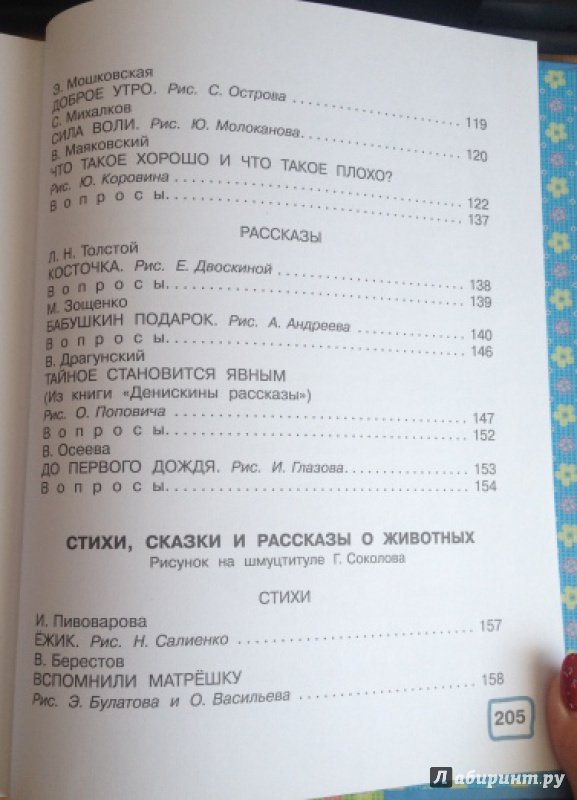 Э. Мошковская
ДОБРОЕ УТРО. Рис. С. Острова ........................ 119
С. Михалков
СИЛА ВОЛИ. Рис. Ю. Молоканова ........................ 120
В. Маяковский
ЧТО ТАКОЕ ХОРОШО И ЧТО ТАКОЕ ПЛОХО?
Рис. Ю. Коровина ........................ 122
Вопросы ........................ 137
РАССКАЗЫ
Л. Н. Толстой
КОСТОЧКА. Рис. Е. Двоскиной ........................ 138
Вопросы ........................ 139
М. Зощенко
БАБУШКИН ПОДАРОК. Рис. А. Андреева ........................ 140
Вопросы ........................ 146
В. Драгунский
ТАЙНОЕ СТАНОВИТСЯ ЯВНЫМ
(Из книги «Денискины рассказы»)
Рис. О. Поповича ........................ 147
Вопросы ........................ 152
В. Осеева
ДО ПЕРВОГО ДОЖДЯ. Рис. И. Глазова ........................ 153
Вопросы ........................ 154
СТИХИ, СКАЗКИ И РАССКАЗЫ О ЖИВОТНЫХ
Рисунок на шмуцтитуле Г. Соколова
СТИХИ
И. Пивоварова
ЁЖИК. Рис. Н. Салиенко ........................ 157
В. Берестов
ВСПОМНИЛИ МАТРЁШКУ
Рис. Э. Булатова и О. Васильева ........................ 158
205
Лабиринт.ру